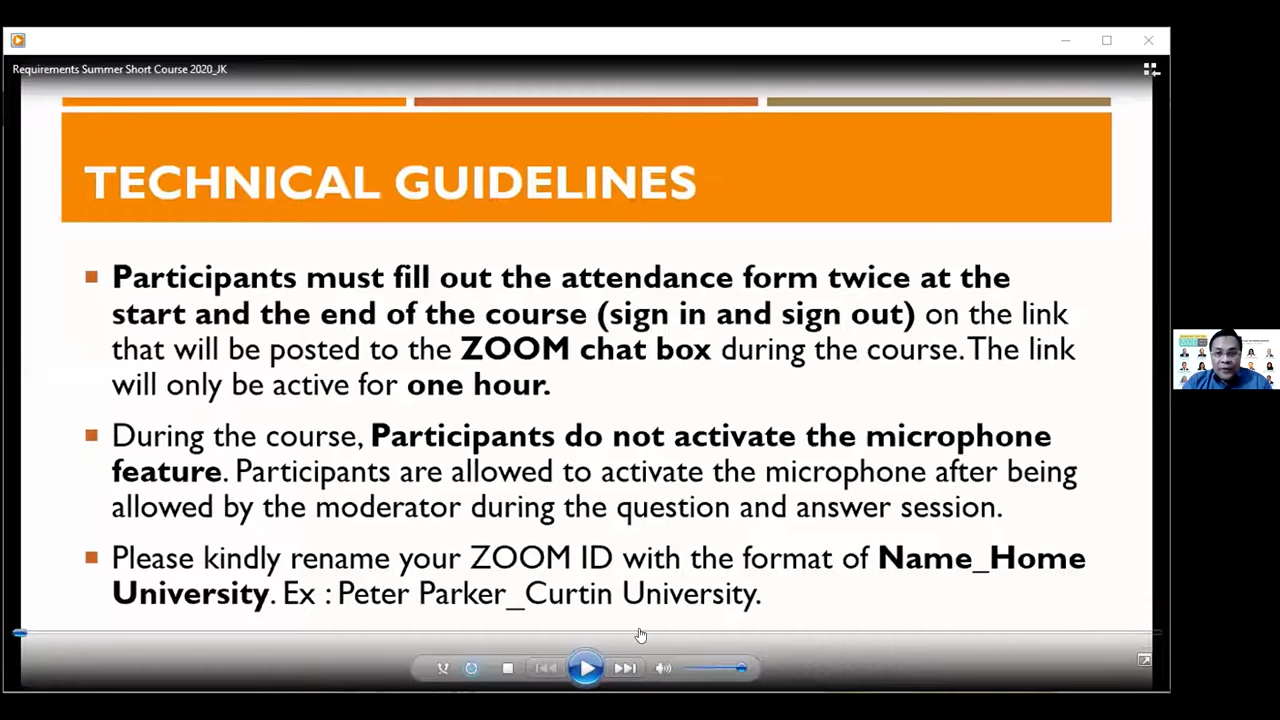 Requirements Summer Short Course 2020_JK
TECHNICAL GUIDELINES
Participants must fill out the attendance form twice at the
start and the end of the course (sign in and sign out) on the link
that will be posted to the ZOOM chat box during the course. The link
will only be active for one hour.
During the course, Participants do not activate the microphone
feature. Participants are allowed to activate the microphone after being
allowed by the moderator during the question and answer session.
Please kindly rename your ZOOM ID with the format of Name_Home
University. Ex : Peter Parker_Curtin University.